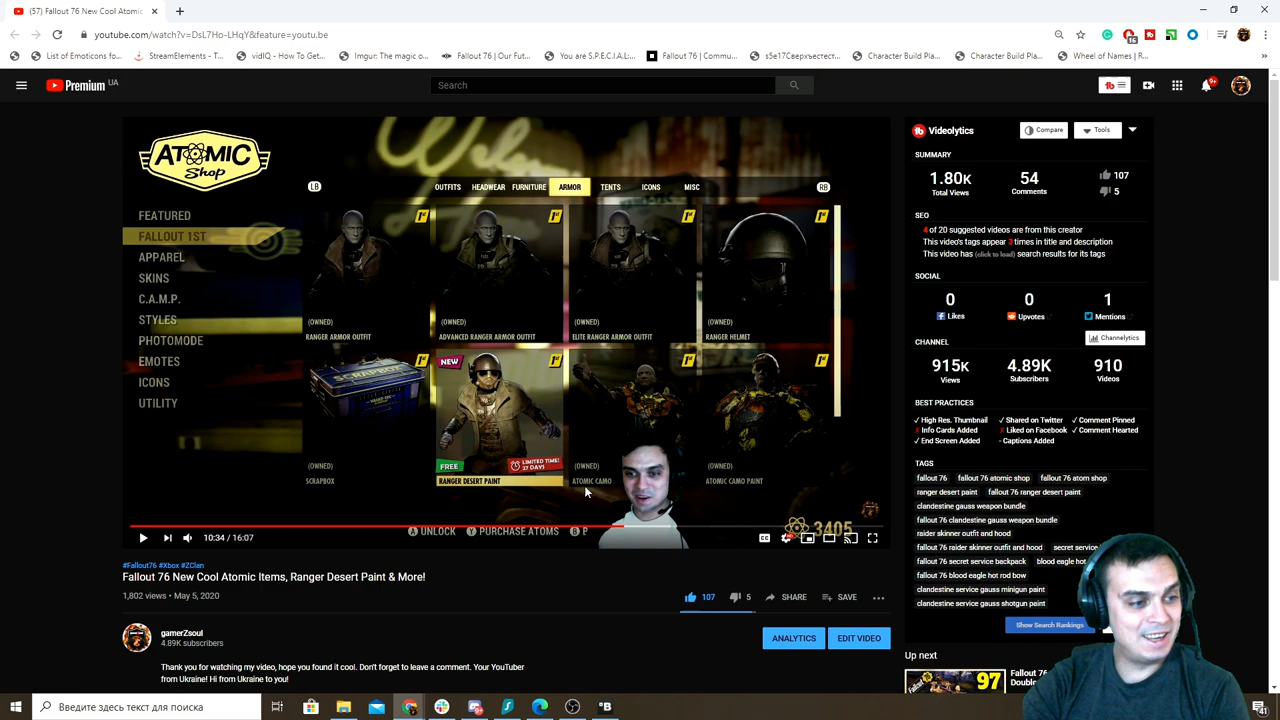 (57) Fallout 76 New Cool Atomic
youtube.com/watch?v=DsL7Ho-LHqY&feature=youtu.be
List of Emoticons fo...
StreamElements - T...
vidIQ - How To Get...
Imgur: The magic o...
Fallout 76 | Our Fut...
You are S.P.E.C.I.A.L:...
Fallout 76 | Commu...
s5e17Сверхъестест...
Character Build Pla...
Character Build Pla...
Wheel of Names | R...
Premium UA
Search
9+
ATOMIC
Shop
LB
OUTFITS HEADWEAR FURNITURE ARMOR TENTS ICONS MISC
RB
FEATURED
FALLOUT 1ST
APPAREL
SKINS
C.A.M.P.
STYLES
PHOTOMODE
EMOTES
ICONS
UTILITY
(OWNED)
RANGER ARMOR OUTFIT
(OWNED)
ADVANCED RANGER ARMOR OUTFIT
(OWNED)
ELITE RANGER ARMOR OUTFIT
(OWNED)
RANGER HELMET
(OWNED)
SCRAPBOX
NEW
FREE
LIMITED TIME!
27 DAYS!
RANGER DESERT PAINT
(OWNED)
ATOMIC CAMO
(OWNED)
ATOMIC CAMO PAINT
A UNLOCK Y PURCHASE ATOMS B P
3405
10:34 / 16:07
#Fallout76 #Xbox #ZClan
Fallout 76 New Cool Atomic Items, Ranger Desert Paint & More!
1,802 views • May 5, 2020
107
5
SHARE
SAVE
gamerZsoul
4.89K subscribers
ANALYTICS
EDIT VIDEO
Thank you for watching my video, hope you found it cool. Don't forget to leave a comment. Your YouTuber
from Ukraine! Hi from Ukraine to you!
Videolytics
Compare
Tools
SUMMARY
1.80K
Total Views
54
Comments
107
5
SEO
4 of 20 suggested videos are from this creator
This video's tags appear 3 times in title and description
This video has (click to load) search results for its tags
SOCIAL
0
Likes
0
Upvotes
1
Mentions
CHANNEL
Channelytics
915K
Views
4.89K
Subscribers
910
Videos
BEST PRACTICES
✓ High Res. Thumbnail ✓ Shared on Twitter ✓ Comment Pinned
✗ Info Cards Added ✗ Liked on Facebook ✓ Comment Hearted
✓ End Screen Added - Captions Added
TAGS
fallout 76 fallout 76 atomic shop fallout 76 atom shop
ranger desert paint fallout 76 ranger desert paint
clandestine gauss weapon bundle
fallout 76 clandestine gauss weapon bundle
raider skinner outfit and hood
fallout 76 raider skinner outfit and hood secret service
fallout 76 secret service backpack blood eagle hot
fallout 76 blood eagle hot rod bow
clandestine service gauss minigun paint
clandestine service gauss shotgun paint
Show Search Rankings
Up next
97
Fallout 76
Double
Введите здесь текст для поиска
41